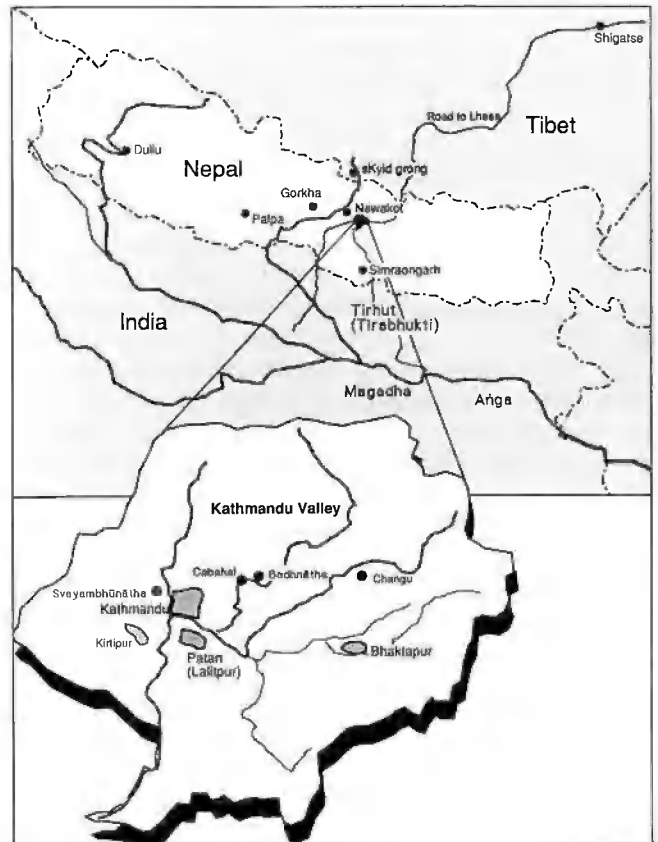 Shigatse
Road to Lhasa
Tibet
Dullu
Nepal
sKyid grong
Gorkha
Nawakot
Palpa
Simraongarh
India
Tirhut
(Tirabhukti)
Magadha
Aṅga
Kathmandu Valley
Cabahal
Bodhnātha
Changu
Svayambhūnātha
Kathmandu
Kirtipur
Patan
(Lalitpur)
Bhaktapur